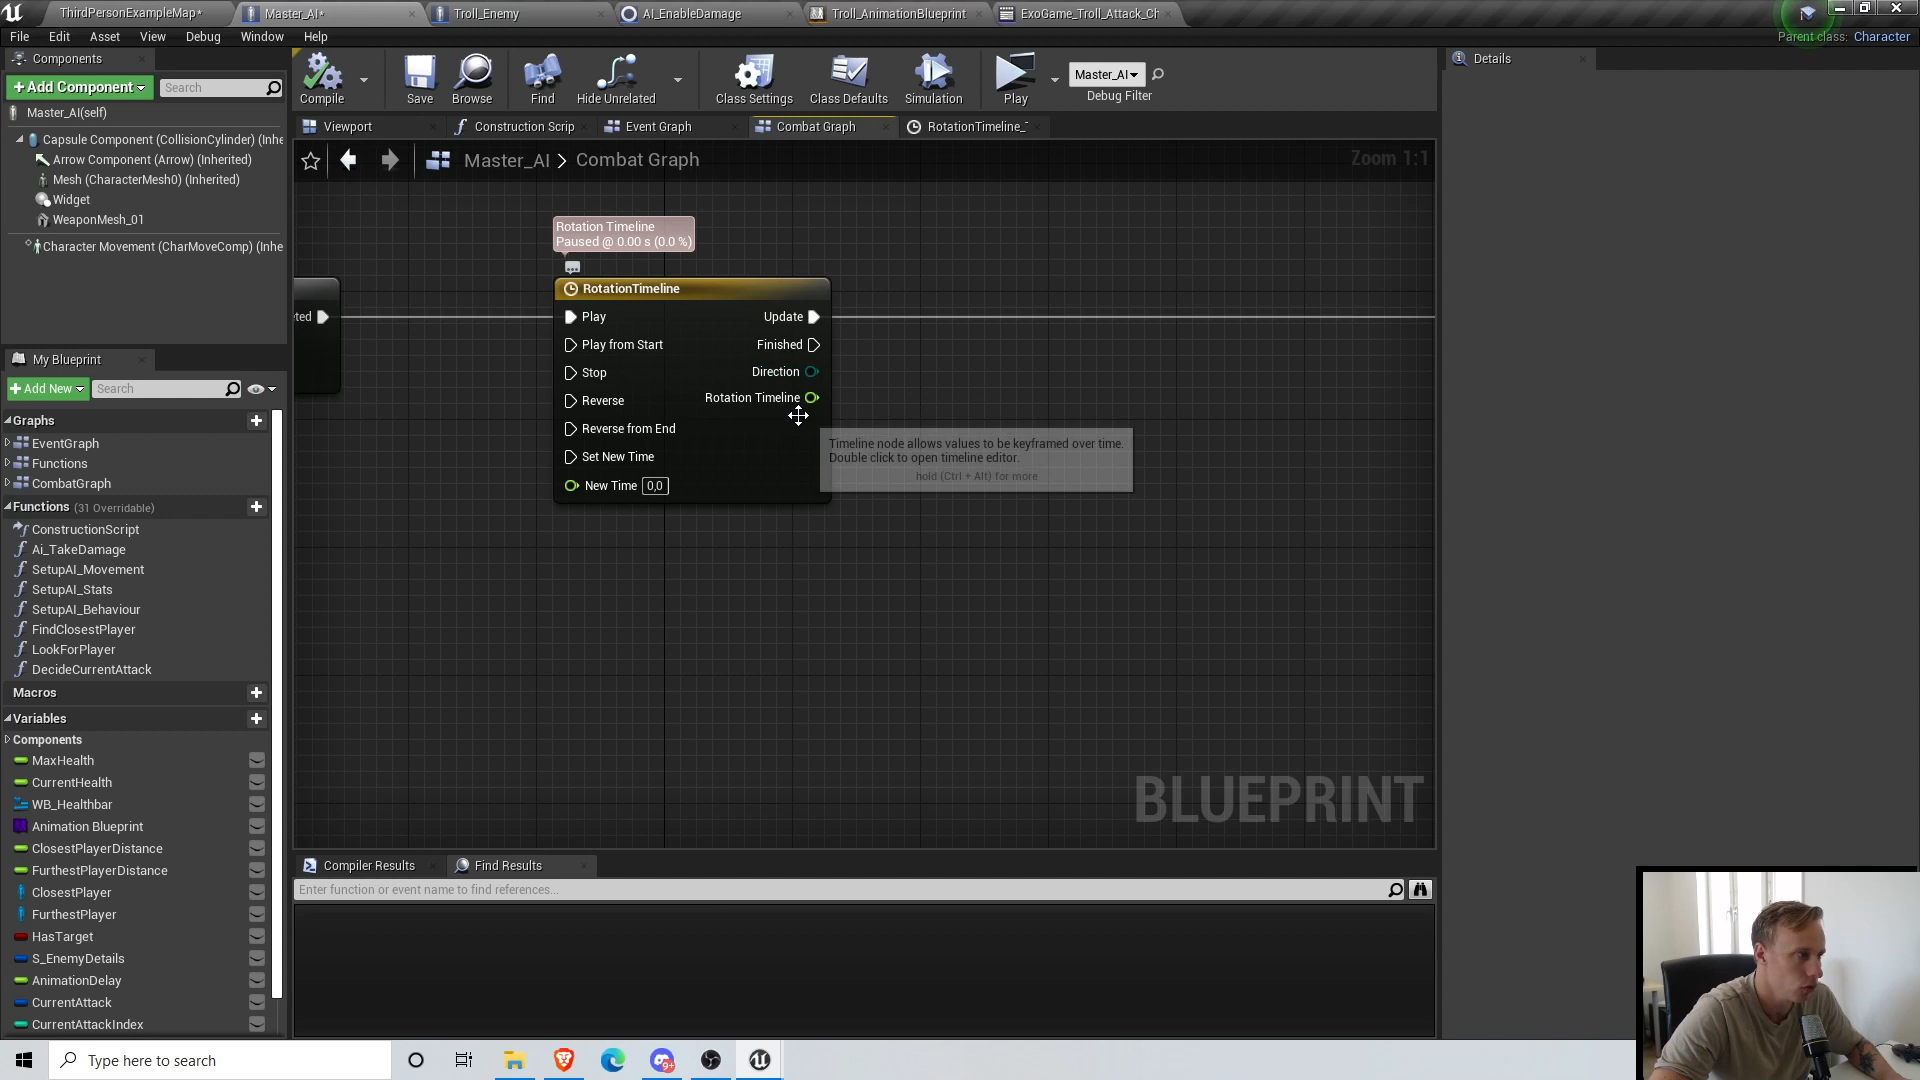 ThirdPersonExampleMap*
Master_AI*
Troll_Enemy
AI_EnableDamage
Troll_AnimationBlueprint
ExoGame_Troll_Attack_Ch
File
Edit
Asset
View
Debug
Window
Help
Parent class: Character
Components
+ Add Component
Search
Master_AI(self)
Capsule Component (CollisionCylinder) (Inhe
Arrow Component (Arrow) (Inherited)
Mesh (CharacterMesh0) (Inherited)
Widget
WeaponMesh_01
Character Movement (CharMoveComp) (Inhe
Compile
Save
Browse
Find
Hide Unrelated
Class Settings
Class Defaults
Simulation
Play
Master_AI
Debug Filter
Details
Viewport
Construction Scrip
Event Graph
Combat Graph
RotationTimeline_
Master_AI > Combat Graph
Zoom 1:1
Rotation Timeline
Paused @ 0.00 s (0.0 %)
RotationTimeline
Play
Update
Play from Start
Finished
Stop
Direction
Reverse
Rotation Timeline
Reverse from End
Set New Time
New Time 0,0
ted
Timeline node allows values to be keyframed over time.
Double click to open timeline editor.
hold (Ctrl + Alt) for more
BLUEPRINT
My Blueprint
+ Add New
Search
Graphs
EventGraph
Functions
CombatGraph
Functions (31 Overridable)
ConstructionScript
Ai_TakeDamage
SetupAI_Movement
SetupAI_Stats
SetupAI_Behaviour
FindClosestPlayer
LookForPlayer
DecideCurrentAttack
Macros
Variables
Components
MaxHealth
CurrentHealth
WB_Healthbar
Animation Blueprint
ClosestPlayerDistance
FurthestPlayerDistance
ClosestPlayer
FurthestPlayer
HasTarget
S_EnemyDetails
AnimationDelay
CurrentAttack
CurrentAttackIndex
Compiler Results
Find Results
Enter function or event name to find references...
Type here to search
9+